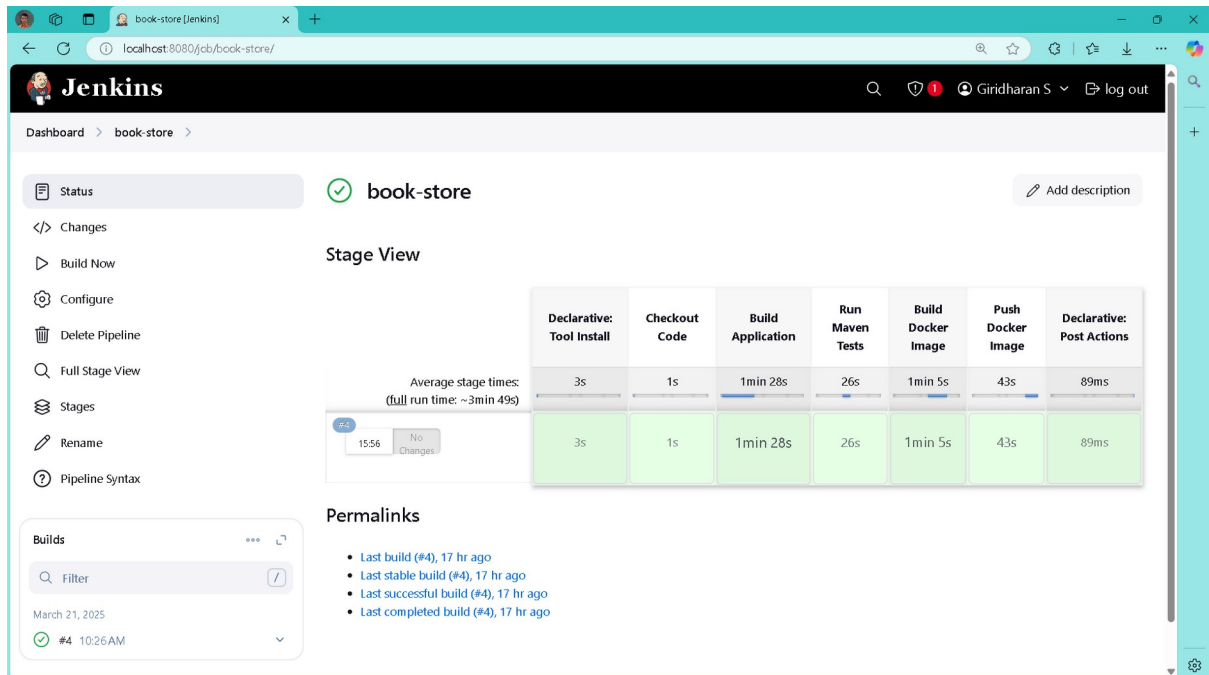 book-store [Jenkins]
localhost:8080/job/book-store/
Jenkins
1
Giridharan S
log out
Dashboard > book-store >
Status
Changes
Build Now
Configure
Delete Pipeline
Full Stage View
Stages
Rename
Pipeline Syntax
Builds
Filter
/
March 21, 2025
#4 10:26 AM
book-store
Add description
Stage View
Declarative: Tool Install
Checkout Code
Build Application
Run Maven Tests
Build Docker Image
Push Docker Image
Declarative: Post Actions
Average stage times:
(full run time: ~3min 49s)
3s 1s 1min 28s 26s 1min 5s 43s 89ms
#4
15:56
No Changes
3s 1s 1min 28s 26s 1min 5s 43s 89ms
Permalinks
Last build (#4), 17 hr ago
Last stable build (#4), 17 hr ago
Last successful build (#4), 17 hr ago
Last completed build (#4), 17 hr ago